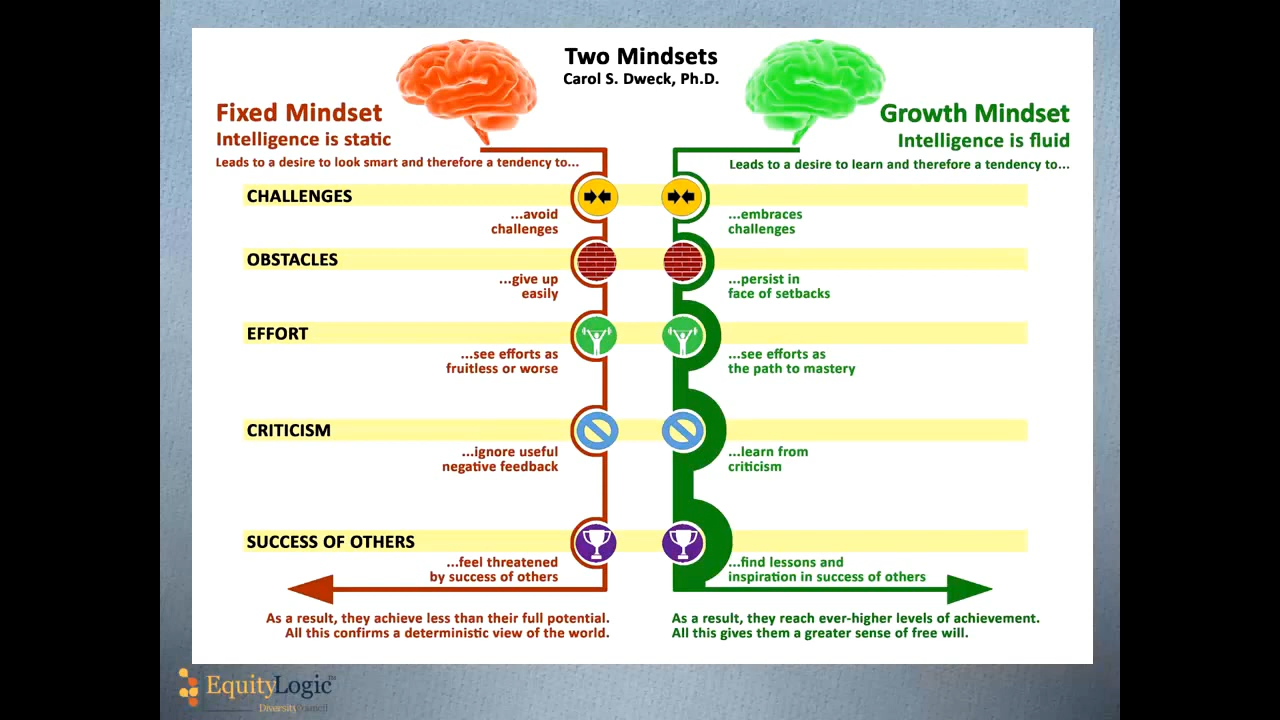 Two Mindsets
Carol S. Dweck, Ph.D.
Fixed Mindset
Intelligence is static
Leads to a desire to look smart and therefore a tendency to...
Growth Mindset
Intelligence is fluid
Leads to a desire to learn and therefore a tendency to...
CHALLENGES
...avoid
challenges
...embraces
challenges
OBSTACLES
...give up
easily
...persist in
face of setbacks
EFFORT
...see efforts as
fruitless or worse
...see efforts as
the path to mastery
CRITICISM
...ignore useful
negative feedback
...learn from
criticism
SUCCESS OF OTHERS
...feel threatened
by success of others
...find lessons and
inspiration in success of others
As a result, they achieve less than their full potential.
All this confirms a deterministic view of the world.
As a result, they reach ever-higher levels of achievement.
All this gives them a greater sense of free will.
EquityLogic™
DiversityCouncil